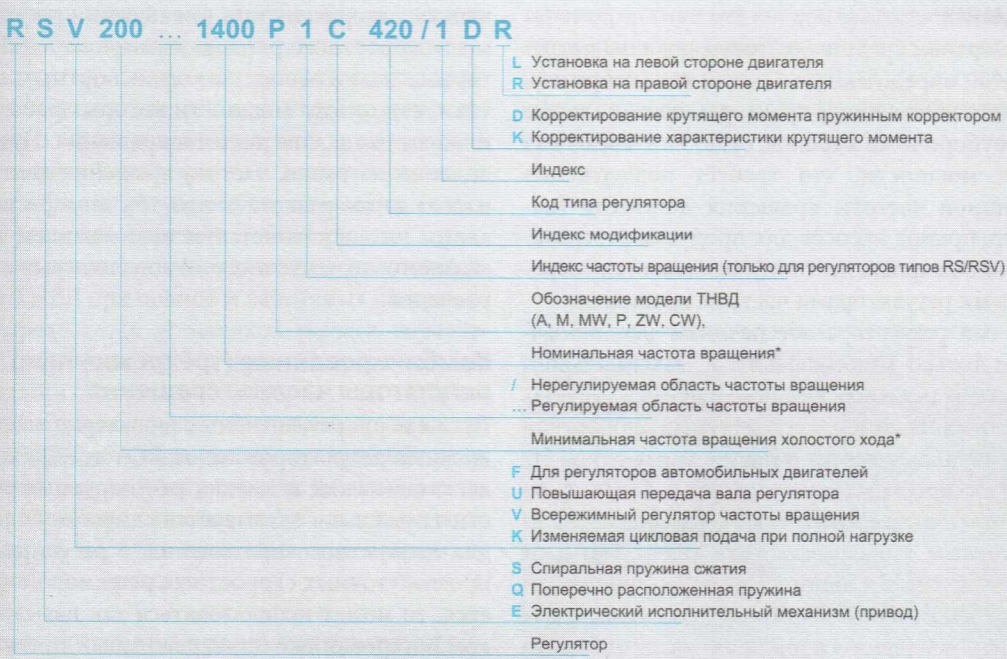 R S V 200 ... 1400 P 1 C 420 / 1 D R
L Установка на левой стороне двигателя
R Установка на правой стороне двигателя
D Корректирование крутящего момента пружинным корректором
K Корректирование характеристики крутящего момента
Индекс
Код типа регулятора
Индекс модификации
Индекс частоты вращения (только для регуляторов типов RS/RSV)
Обозначение модели ТНВД
(A, M, MW, P, ZW, CW),
Номинальная частота вращения*
/ Нерегулируемая область частоты вращения
... Регулируемая область частоты вращения
Минимальная частота вращения холостого хода*
F Для регуляторов автомобильных двигателей
U Повышающая передача вала регулятора
V Всережимный регулятор частоты вращения
K Изменяемая цикловая подача при полной нагрузке
S Спиральная пружина сжатия
Q Поперечно расположенная пружина
E Электрический исполнительный механизм (привод)
Регулятор